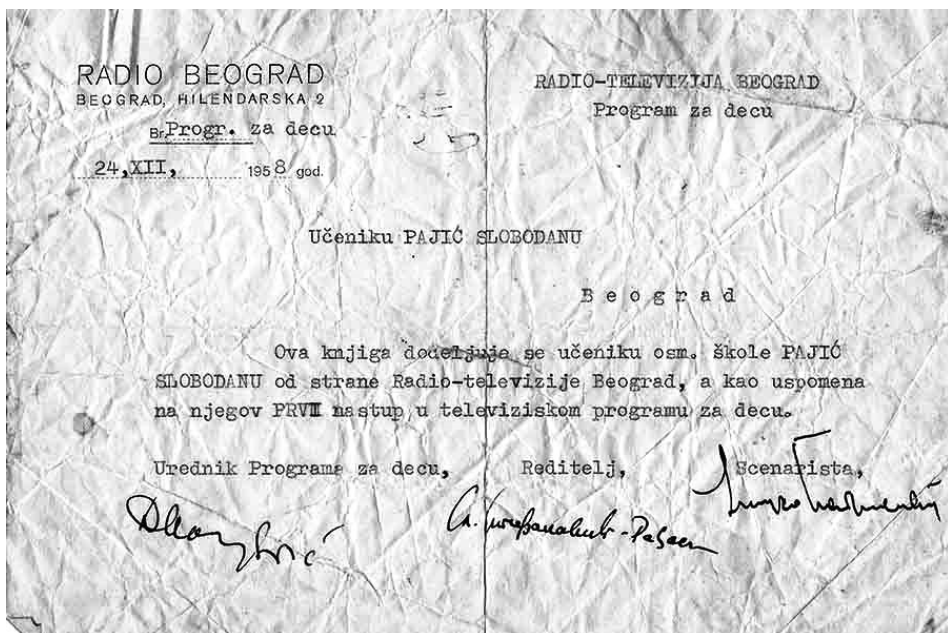 RADIO BEOGRAD
BEOGRAD, HILENDARSKA 2
Br. Progr. za decu
24, XII, 1958 god.
RADIO-TELEVIZIJA BEOGRAD
Program za decu
Učeniku PAJIĆ SLOBODANU
B e o g r a d
Ova knjiga dodeljuje se učeniku osm. škole PAJIĆ
SLOBODANU od strane Radio-televizije Beograd, a kao uspomena
na njegov PRVI nastup u televiziskom programu za decu.
Urednik Programa za decu, Reditelj, Scenarista,